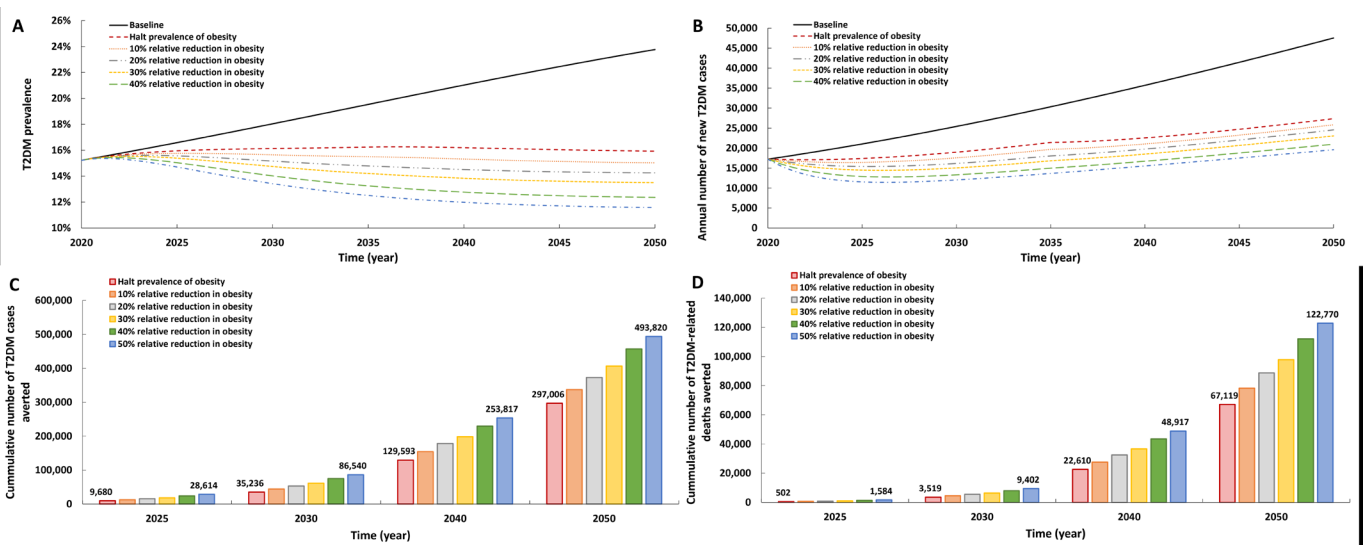 A
T2DM prevalence
26%
24%
22%
20%
18%
16%
14%
12%
10%
Baseline
Halt prevalence of obesity
10% relative reduction in obesity
20% relative reduction in obesity
30% relative reduction in obesity
40% relative reduction in obesity
2020
2025
2030
2035
2040
2045
2050
Time (year)
B
Annual number of new T2DM cases
50,000
45,000
40,000
35,000
30,000
25,000
20,000
15,000
10,000
5,000
0
Baseline
Halt prevalence of obesity
10% relative reduction in obesity
20% relative reduction in obesity
30% relative reduction in obesity
40% relative reduction in obesity
2020
2025
2030
2035
2040
2045
2050
Time (year)
C
Cummulative number of T2DM cases
averted
600,000
500,000
400,000
300,000
200,000
100,000
0
Halt prevalence of obesity
10% relative reduction in obesity
20% relative reduction in obesity
30% relative reduction in obesity
40% relative reduction in obesity
50% relative reduction in obesity
9,680
28,614
35,236
86,540
129,593
253,817
297,006
493,820
2025
2030
2040
2050
Time (year)
D
Cummulative number of T2DM-related
deaths averted
140,000
120,000
100,000
80,000
60,000
40,000
20,000
0
Halt prevalence of obesity
10% relative reduction in obesity
20% relative reduction in obesity
30% relative reduction in obesity
40% relative reduction in obesity
50% relative reduction in obesity
502
1,584
3,519
9,402
22,610
48,917
67,119
122,770
2025
2030
2040
2050
Time (year)